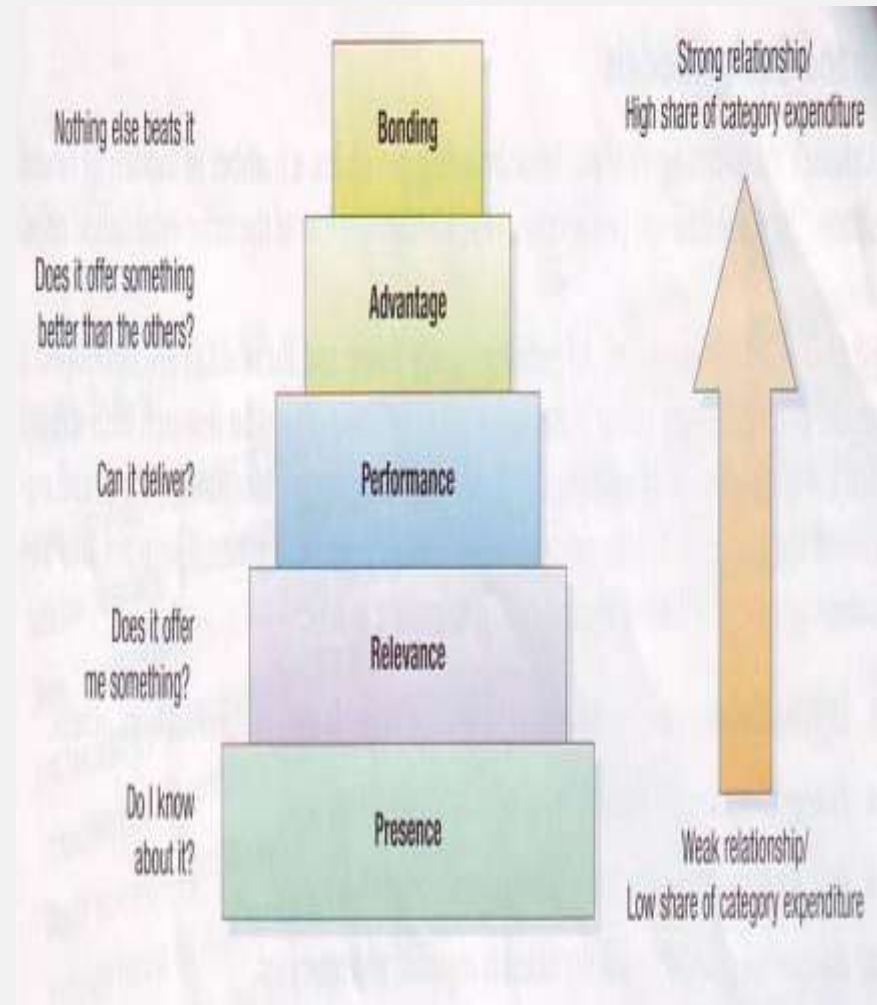 Strong relationship/
High share of category expenditure
Nothing else beats it
Bonding
Does it offer something
better than the others?
Advantage
Can it deliver?
Performance
Does it offer
me something?
Relevance
Do I know
about it?
Presence
Weak relationship/
Low share of category expenditure